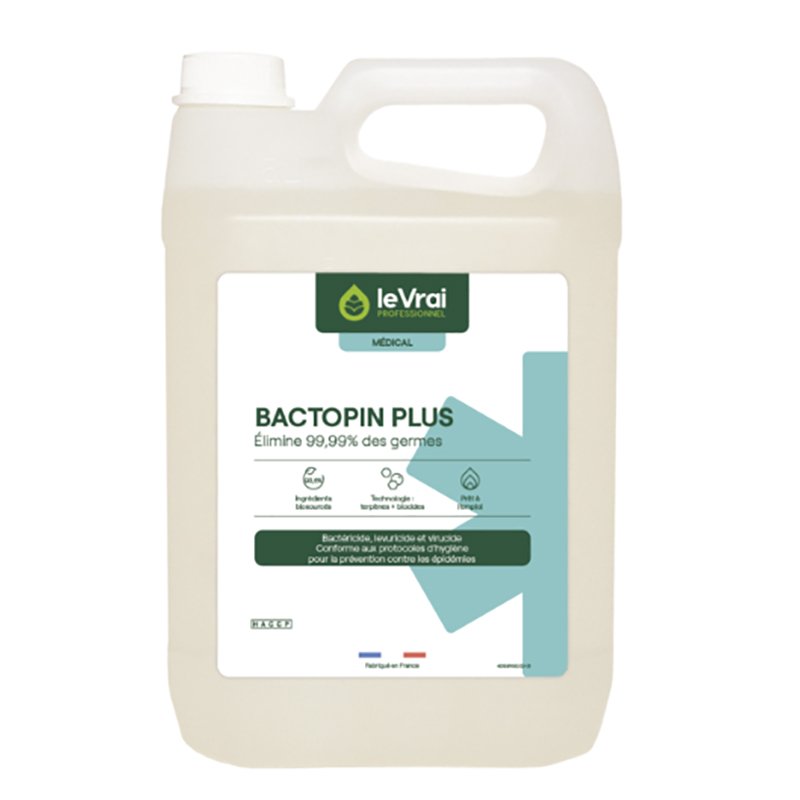 leVrai
PROFESSIONNEL
MÉDICAL
BACTOPIN PLUS
Élimine 99,99% des germes
Ingrédients
biosourcés
Technologie :
terpènes + biocides
Prêt à
l'emploi
Bactéricide, levuricide et virucide
Conforme aux protocoles d'hygiène
pour la prévention contre les épidémies
HACCP
Fabriqué en France